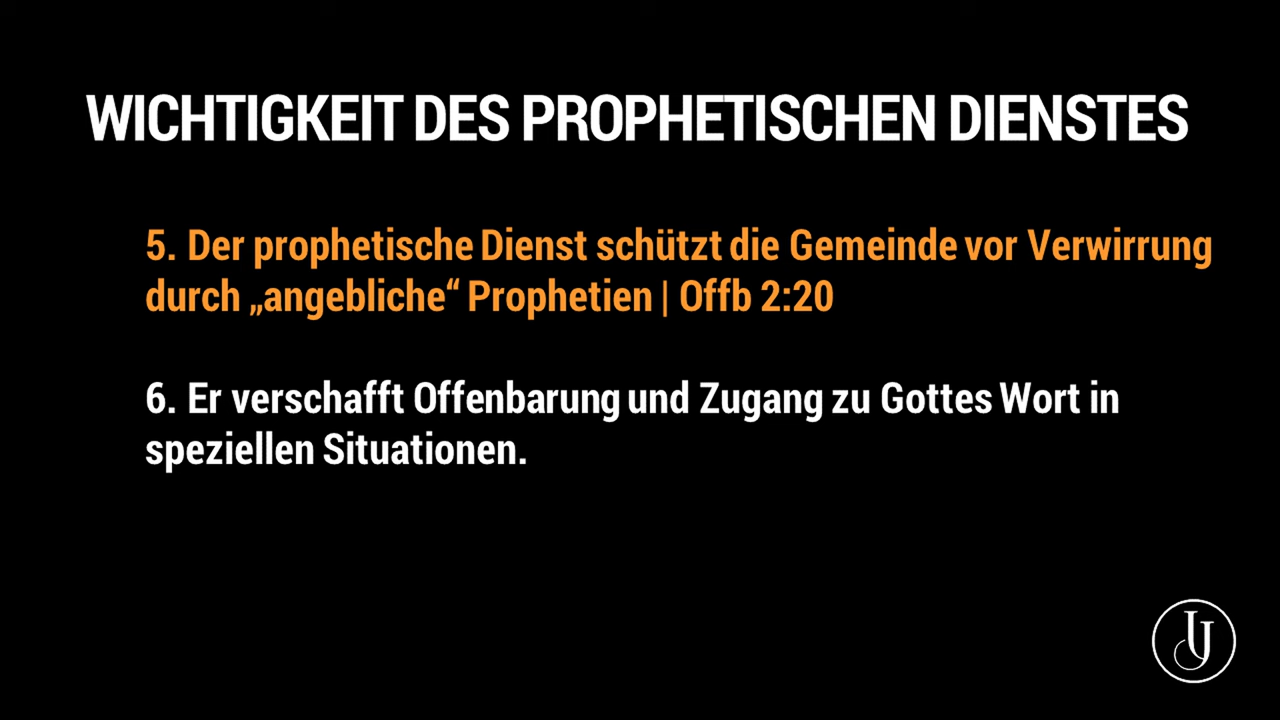 WICHTIGKEIT DES PROPHETISCHEN DIENSTES
5. Der prophetische Dienst schützt die Gemeinde vor Verwirrung
durch „angebliche“ Prophetien | Offb 2:20
6. Er verschafft Offenbarung und Zugang zu Gottes Wort in
speziellen Situationen.